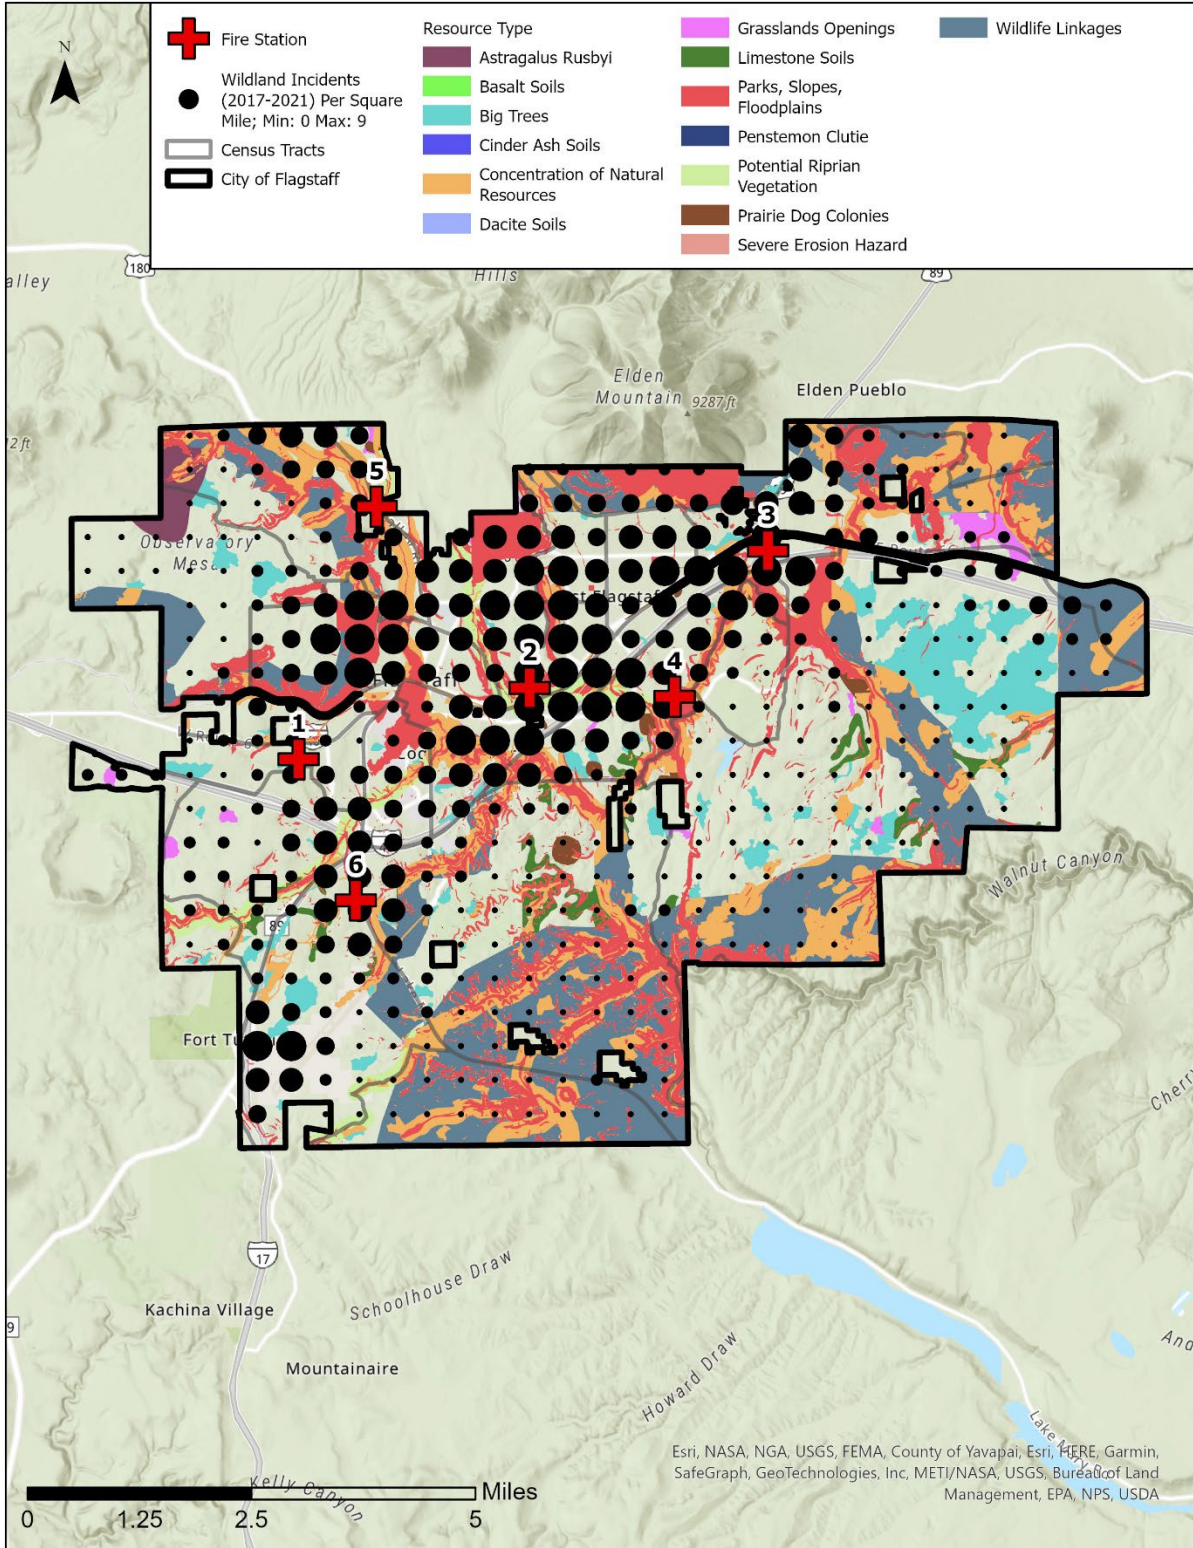 N
Fire Station
Wildland Incidents
(2017-2021) Per Square
Mile; Min: 0 Max: 9
Census Tracts
City of Flagstaff
Resource Type
Astragalus Rusbyi
Basalt Soils
Big Trees
Cinder Ash Soils
Concentration of Natural
Resources
Dacite Soils
Grasslands Openings
Limestone Soils
Parks, Slopes,
Floodplains
Penstemon Clutie
Potential Riprian
Vegetation
Prairie Dog Colonies
Severe Erosion Hazard
Wildlife Linkages
180
89
alley
Hills
Elden
Mountain
9287 ft
Elden Pueblo
5
3
Observatory
Mesa
2
4
1
6
89
Walnut Canyon
Fort
17
Kachina Village
Mountainaire
Schoolhouse Draw
Howard Draw
Kelly Canyon
Cherry
And
9
Lake Mary
Esri, NASA, NGA, USGS, FEMA, County of Yavapai, Esri, HERE, Garmin,
SafeGraph, GeoTechnologies, Inc, METI/NASA, USGS, Bureau of Land
Management, EPA, NPS, USDA
Miles
0 1.25 2.5 5